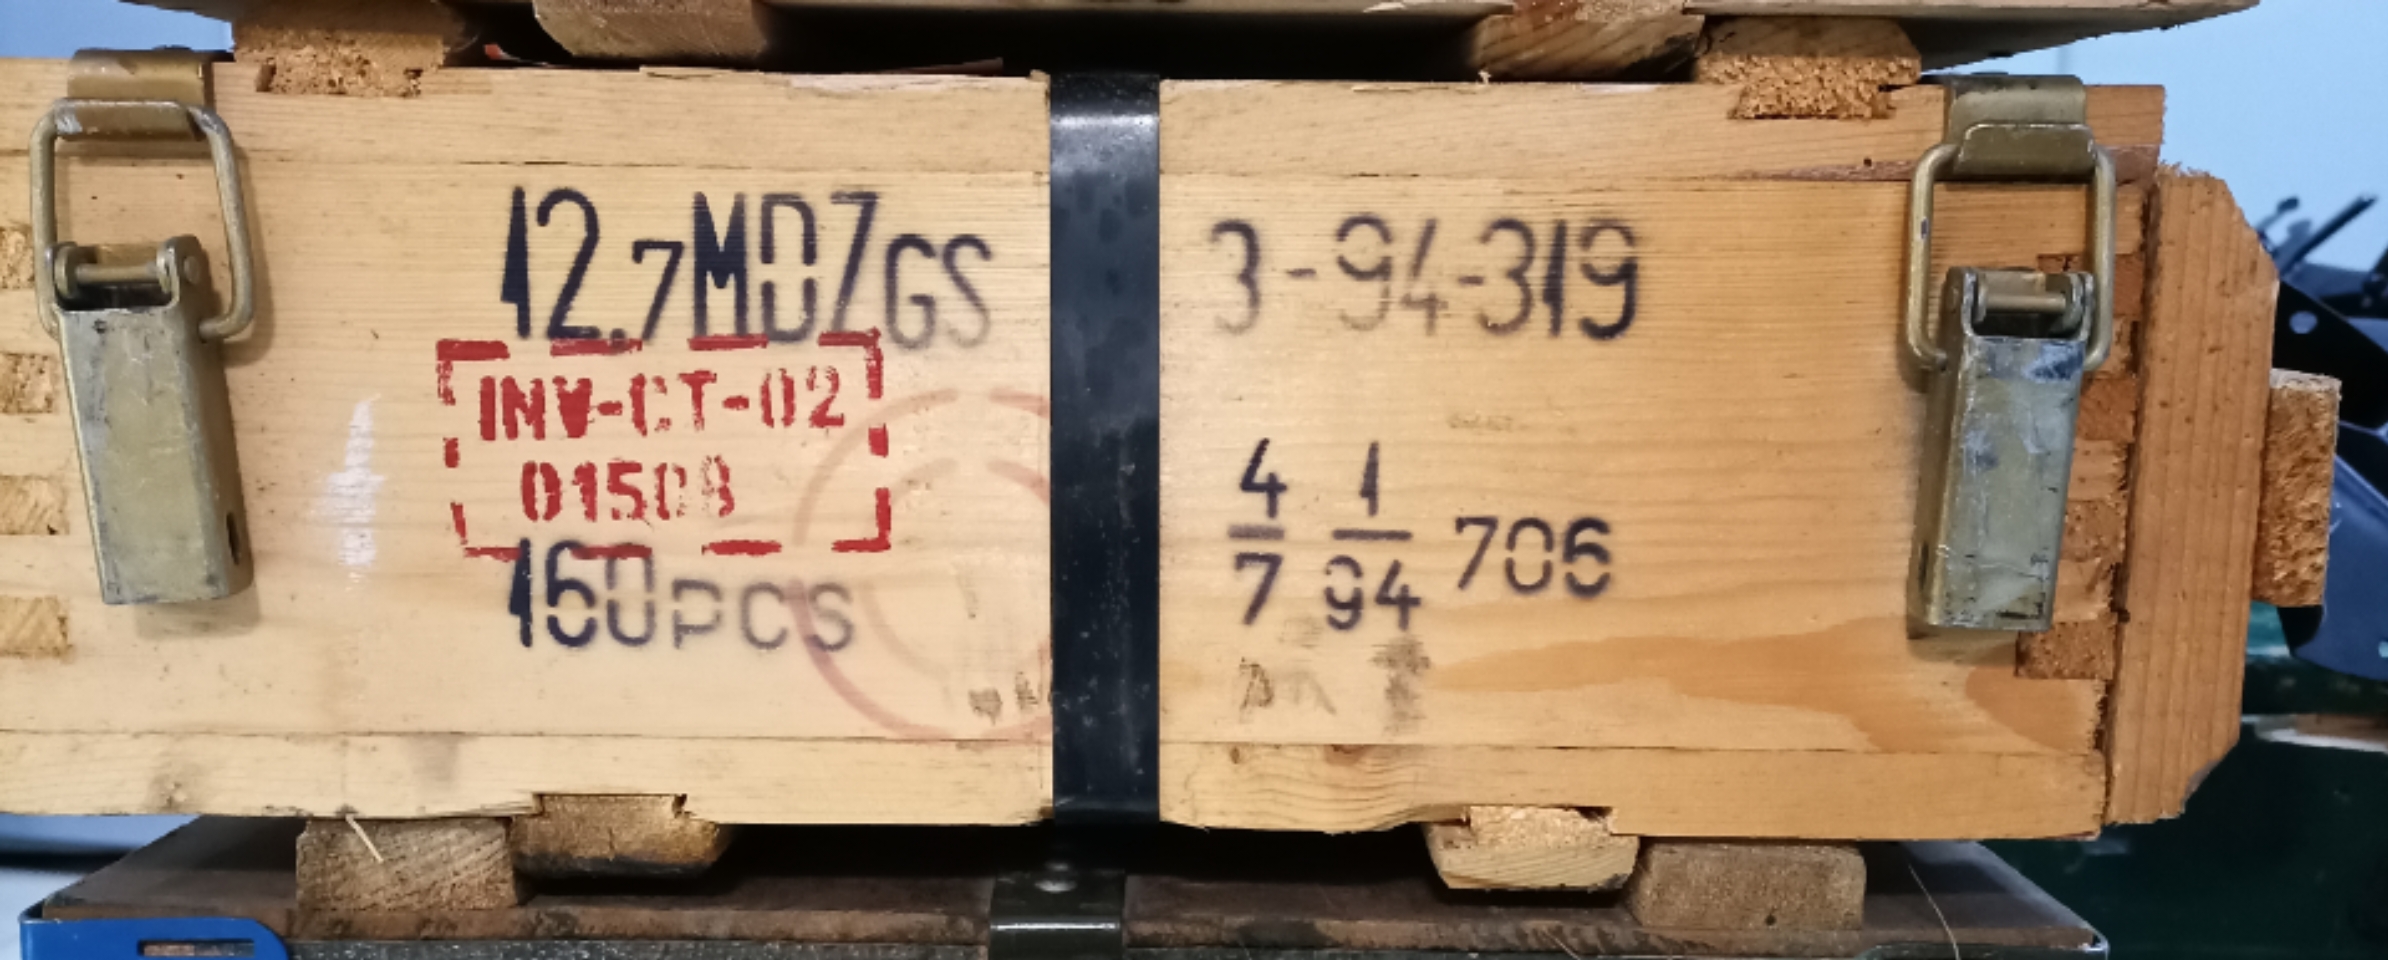 12.7MDZGS
INV-CT-02
01508
160PCS
3-94-319
4/7 1/94 706